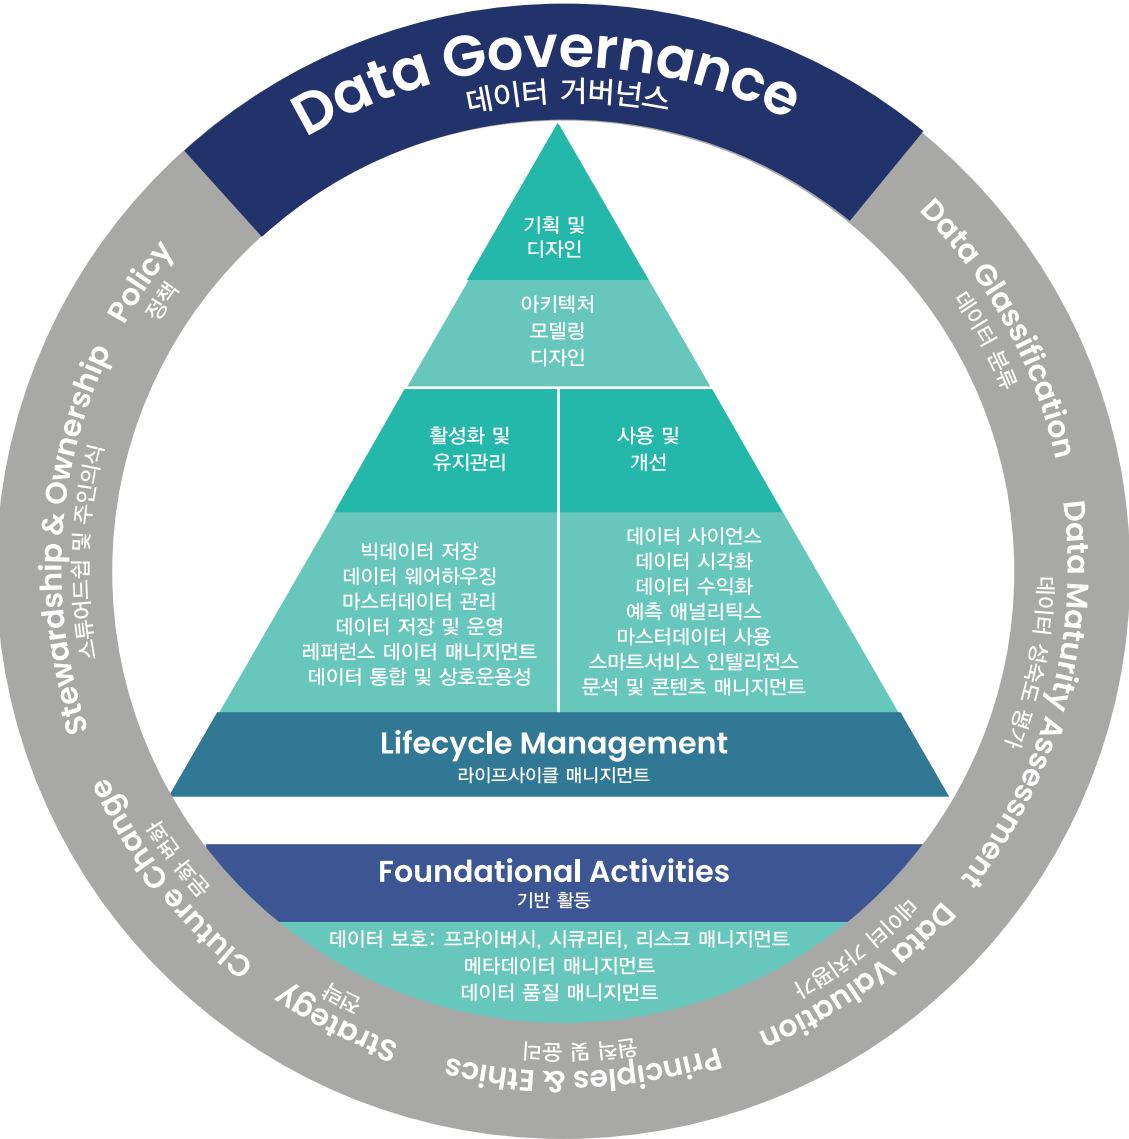 Data Governance
데이터 거버넌스
기획 및
디자인
아키텍처
모델링
디자인
활성화 및
유지관리
사용 및
개선
빅데이터 저장
데이터 웨어하우징
마스터데이터 관리
데이터 저장 및 운영
레퍼런스 데이터 매니지먼트
데이터 통합 및 상호운용성
데이터 사이언스
데이터 시각화
데이터 수익화
예측 애널리틱스
마스터데이터 사용
스마트서비스 인텔리전스
문석 및 콘텐츠 매니지먼트
Lifecycle Management
라이프사이클 매니지먼트
Foundational Activities
기반 활동
데이터 보호: 프라이버시, 시큐리티, 리스크 매니지먼트
메타데이터 매니지먼트
데이터 품질 매니지먼트
Data Glassification
데이터 분류
Data Maturity Assessment
데이터 성숙도 평가
Data Valuation
데이터 가치평가
Principles & Ethics
원칙 및 윤리
Strategy
전략
Cluture Change
문화 변화
Stewardship & Ownership
스튜어드쉽 및 주인의식
Policy
정책